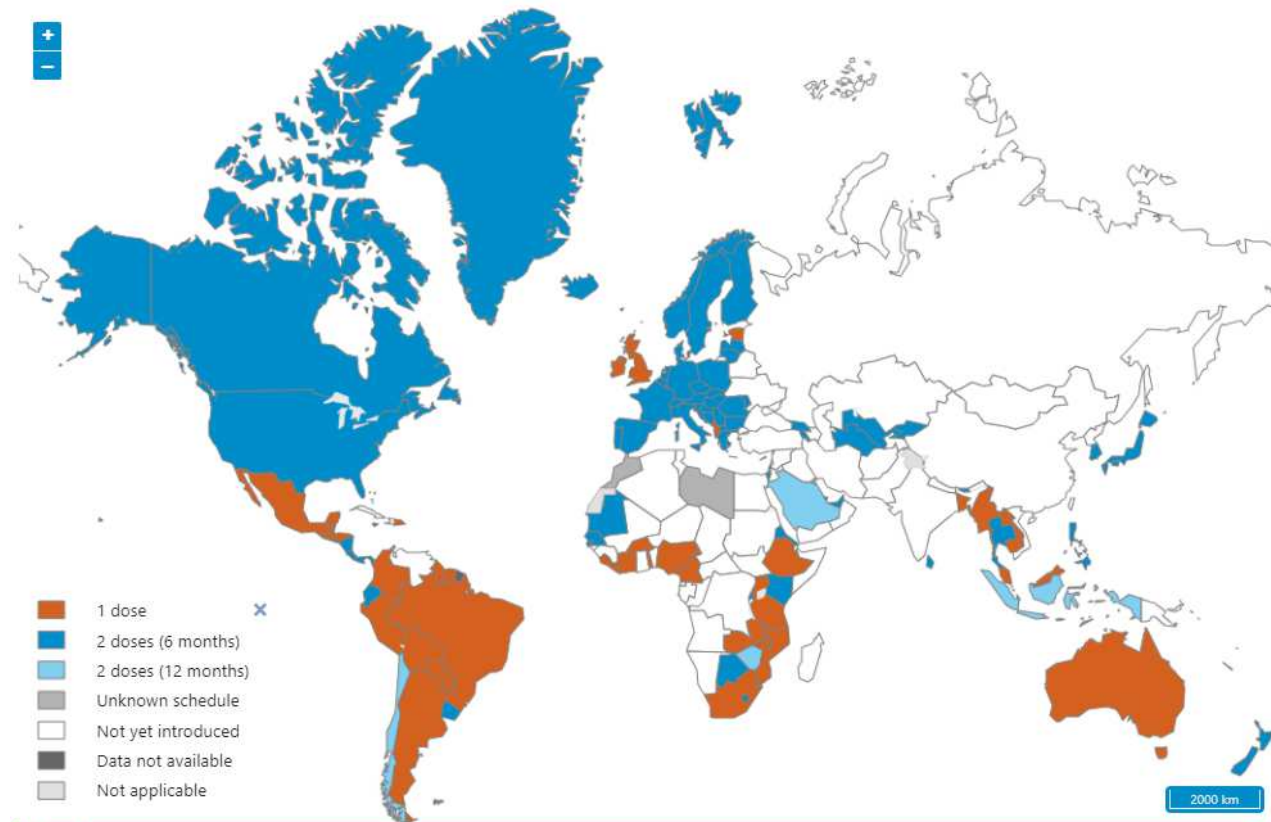 +
−
1 dose
2 doses (6 months)
2 doses (12 months)
Unknown schedule
Not yet introduced
Data not available
Not applicable
2000 km